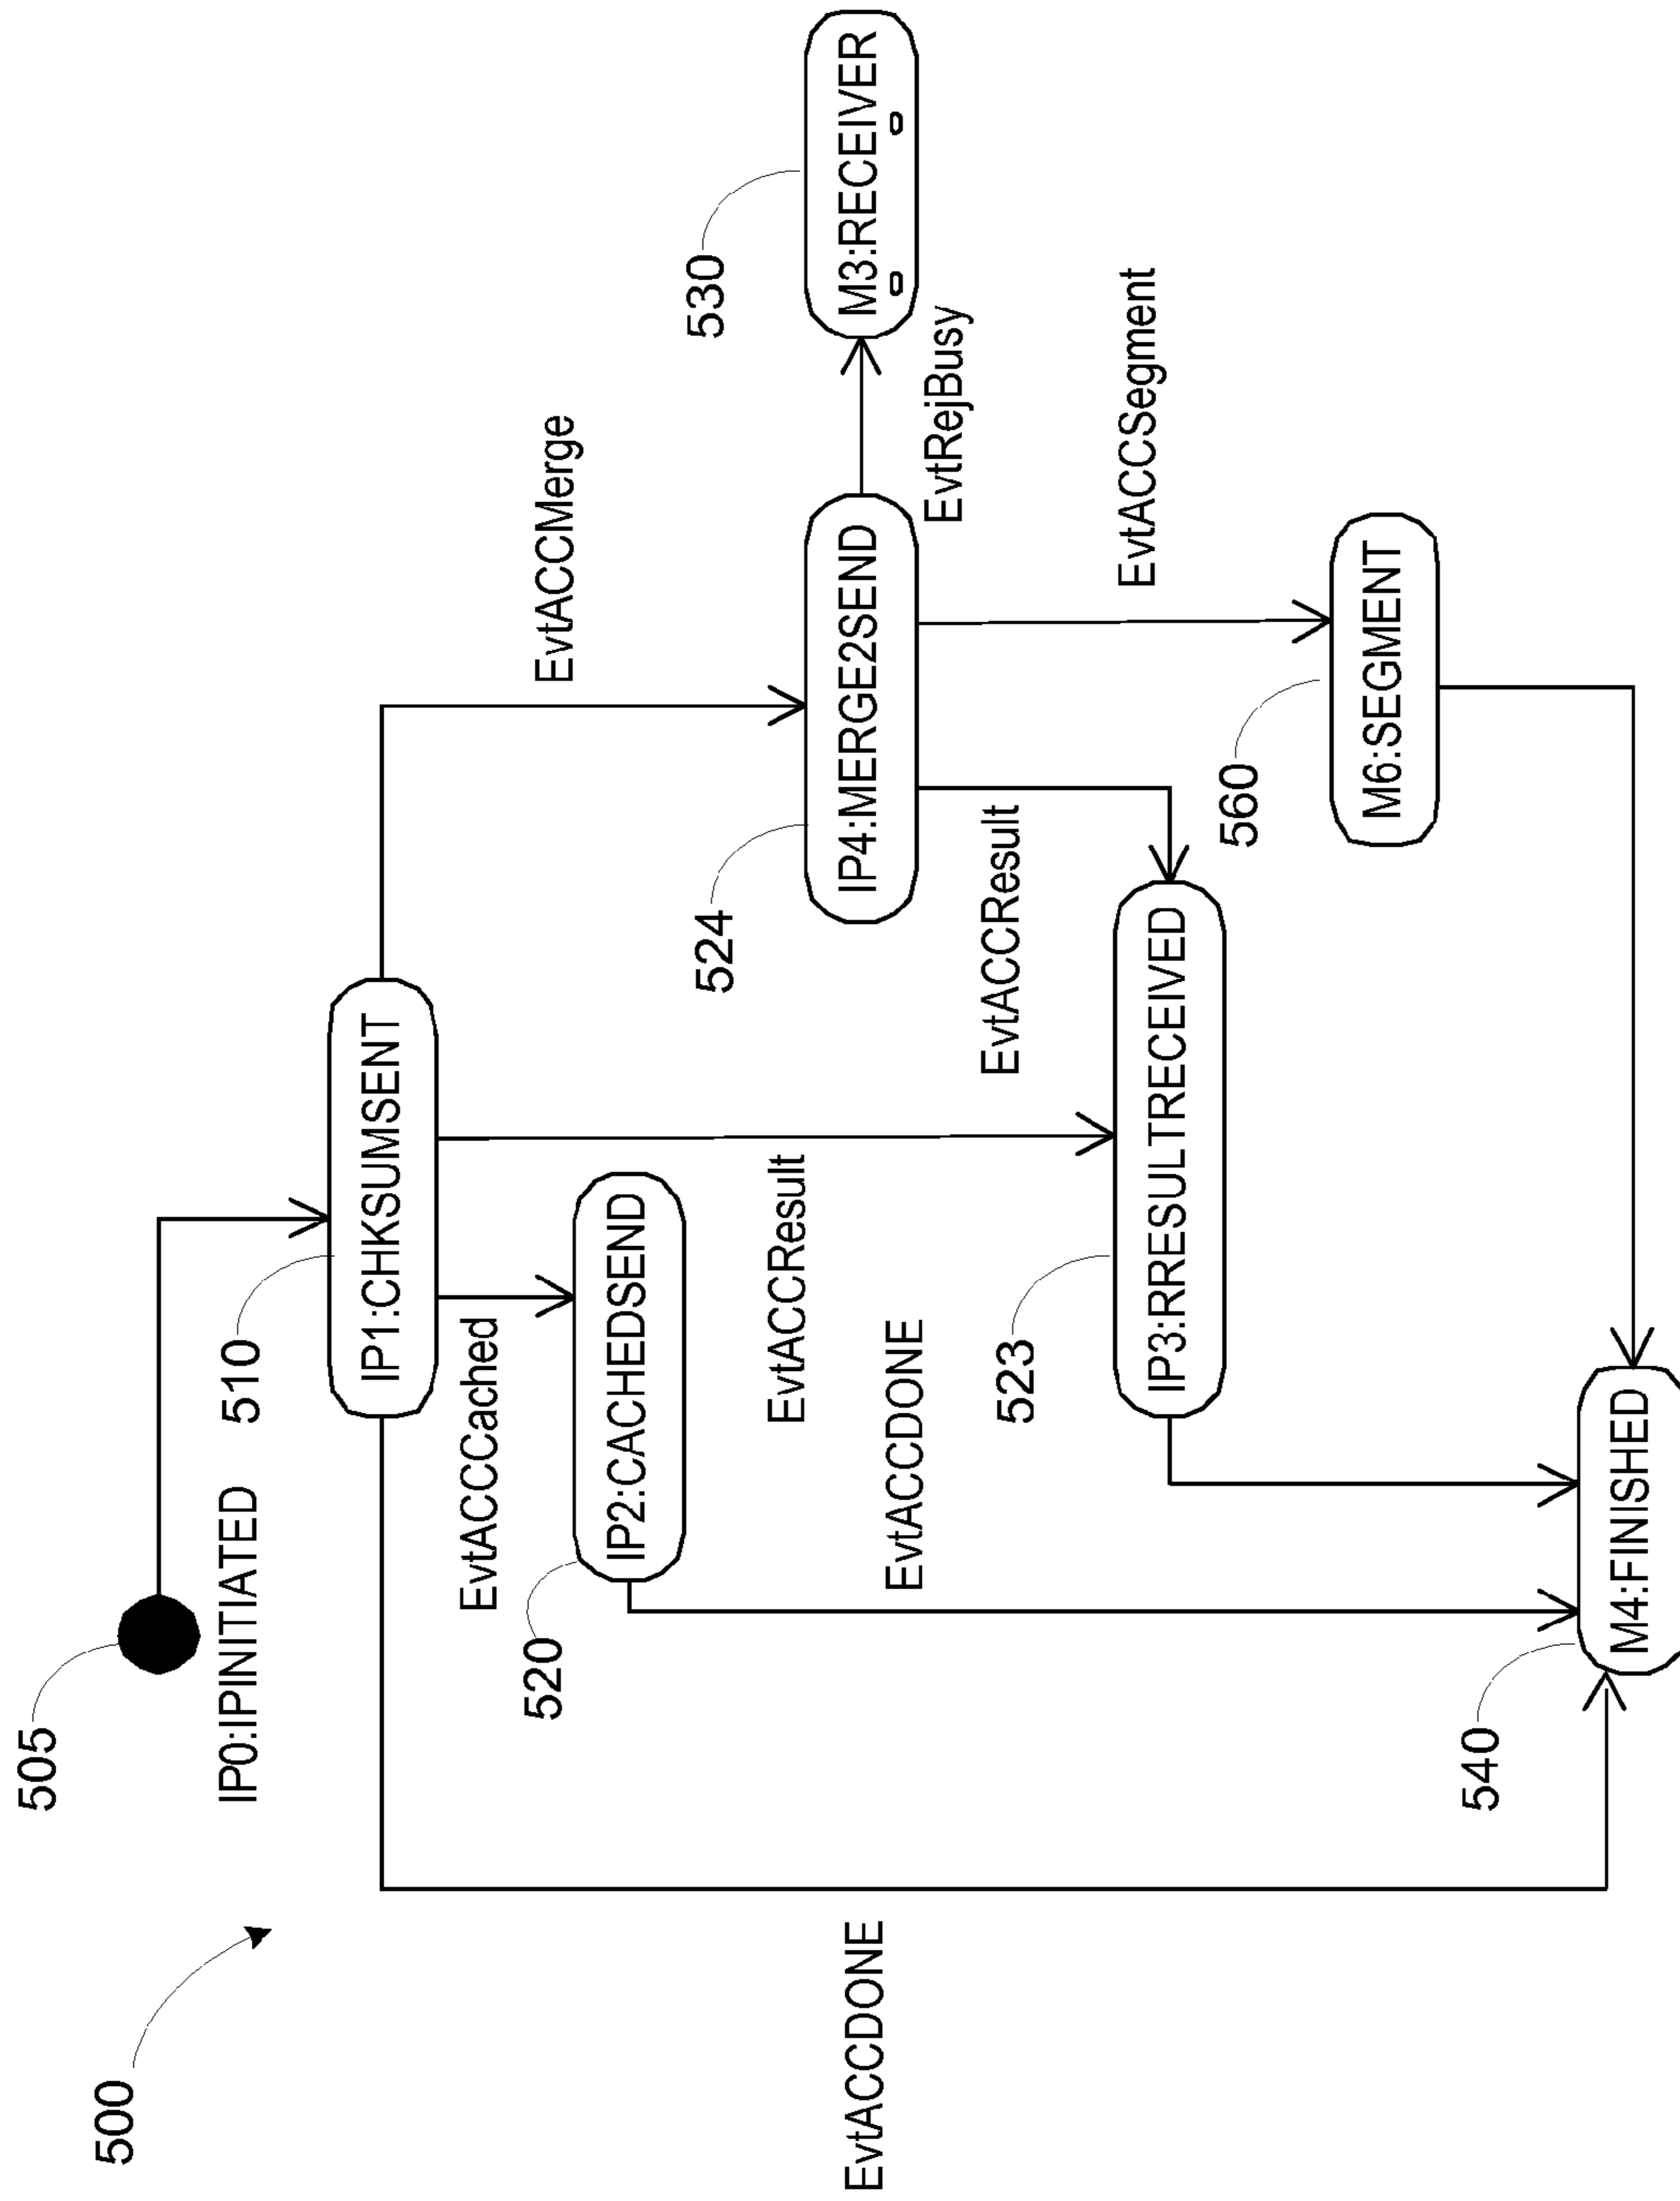 500
505
IP0:IPINITIATED
510
IP1:CHKSUMSENT
EvtACCCached
520
IP2:CACHEDSEND
EvtACCMerge
524
IP4:MERGE2SEND
530
M3:RECEIVER
EvtRejBusy
EvtACCResult
EvtACCDONE
EvtACCDONE
EvtACCResult
EvtACCSegment
523
IP3:RRESULTRECEIVED
560
M6:SEGMENT
540
M4:FINISHED